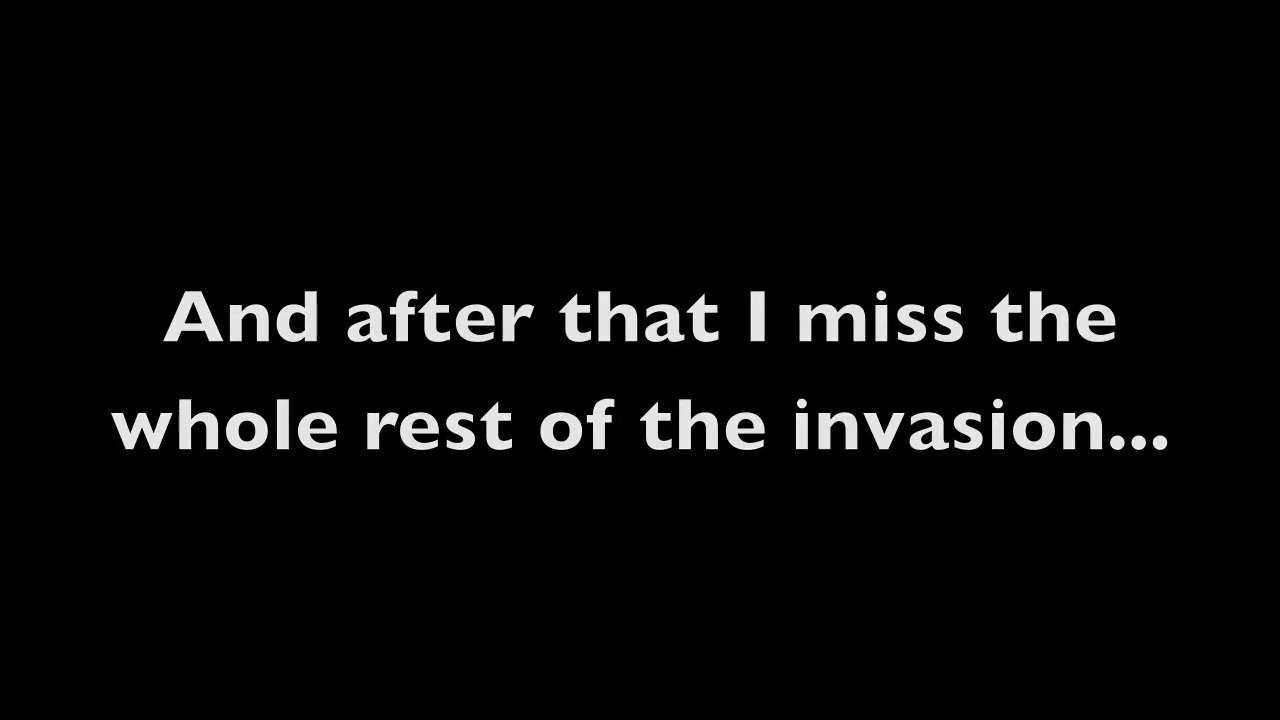 And after that I miss the
whole rest of the invasion...